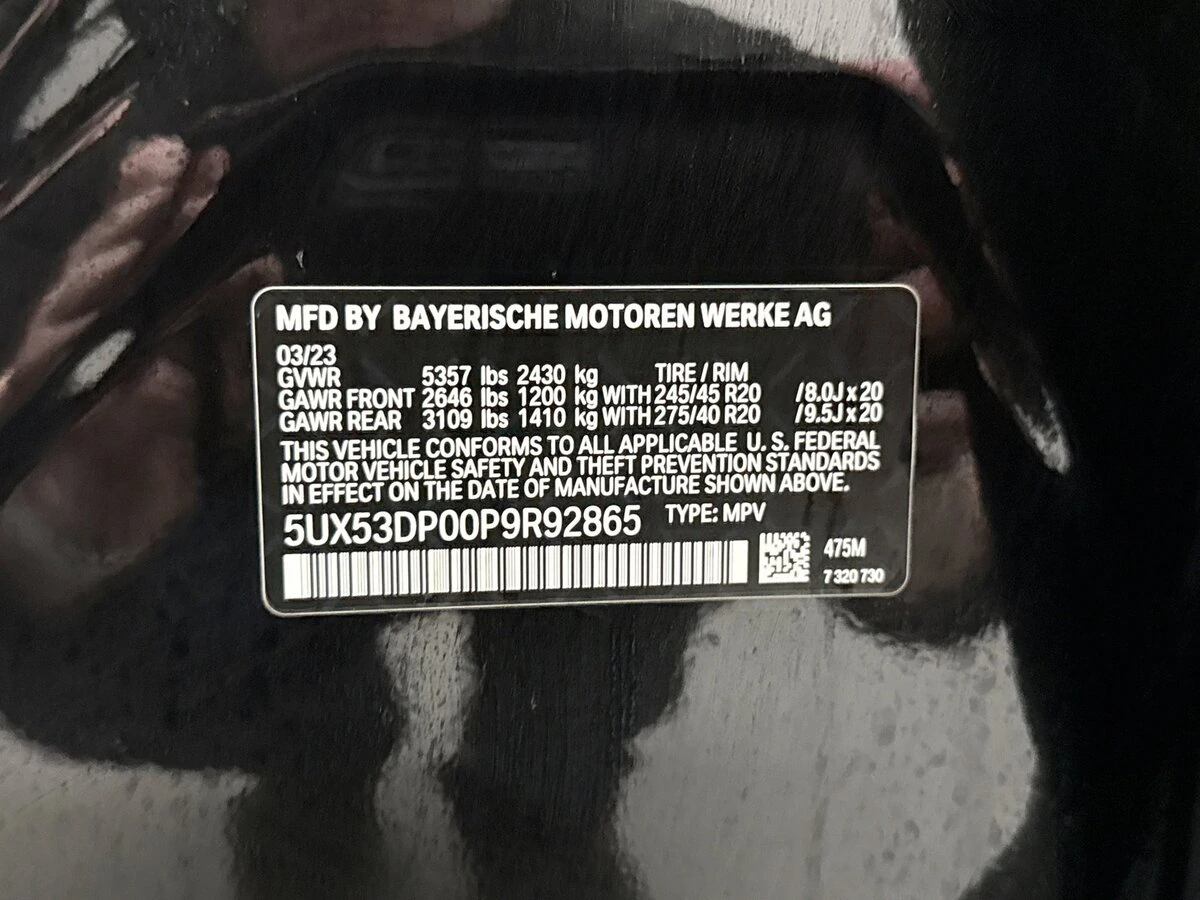 MFD BY BAYERISCHE MOTOREN WERKE AG
03/23
GVWR 5357 lbs 2430 kg TIRE / RIM
GAWR FRONT 2646 lbs 1200 kg WITH 245/45 R20 /8.0J x 20
GAWR REAR 3109 lbs 1410 kg WITH 275/40 R20 /9.5J x 20
THIS VEHICLE CONFORMS TO ALL APPLICABLE U. S. FEDERAL
MOTOR VEHICLE SAFETY AND THEFT PREVENTION STANDARDS
IN EFFECT ON THE DATE OF MANUFACTURE SHOWN ABOVE.
5UX53DP00P9R92865 TYPE: MPV
475M
7 320 730